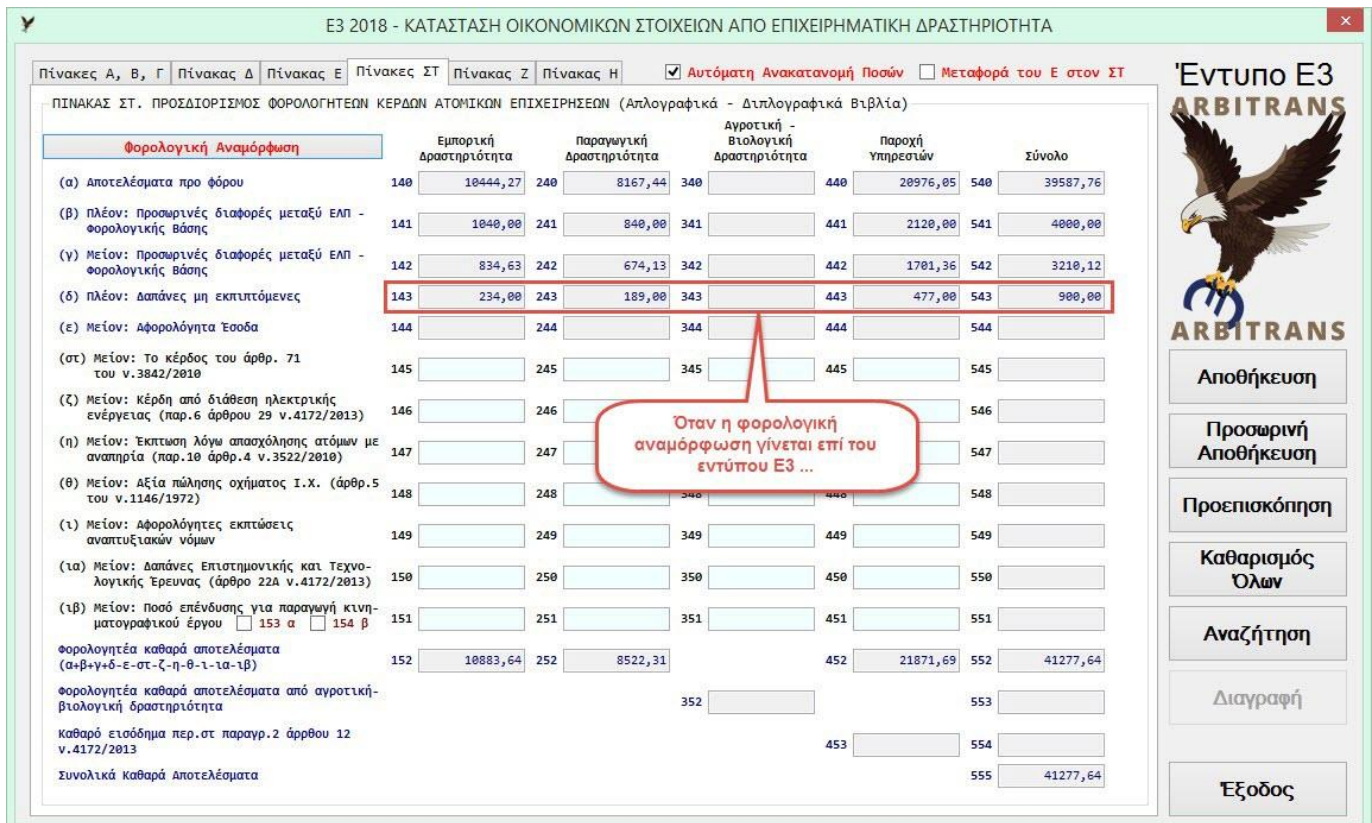 E3 2018 - ΚΑΤΑΣΤΑΣΗ ΟΙΚΟΝΟΜΙΚΩΝ ΣΤΟΙΧΕΙΩΝ ΑΠΟ ΕΠΙΧΕΙΡΗΜΑΤΙΚΗ ΔΡΑΣΤΗΡΙΟΤΗΤΑ
Πίνακες Α, Β, Γ Πίνακας Δ Πίνακας Ε Πίνακες ΣΤ Πίνακας Ζ Πίνακας Η Αυτόματη Ανακατανομή Ποσών Μεταφορά του Ε στον ΣΤ
ΠΙΝΑΚΑΣ ΣΤ. ΠΡΟΣΔΙΟΡΙΣΜΟΣ ΦΟΡΟΛΟΓΗΤΕΩΝ ΚΕΡΔΩΝ ΑΤΟΜΙΚΩΝ ΕΠΙΧΕΙΡΗΣΕΩΝ (Απλογραφικά - Διπλογραφικά Βιβλία)
Φορολογική Αναμόρφωση
Εμπορική
Δραστηριότητα
Παραγωγική
Δραστηριότητα
Αγροτική -
Βιολογική
Δραστηριότητα
Παροχή
Υπηρεσιών
Σύνολο
(α) Αποτελέσματα προ φόρου 140 10444,27 240 8167,44 340 440 20976,05 540 39587,76
(β) Πλέον: Προσωρινές διαφορές μεταξύ ΕΛΠ -
Φορολογικής Βάσης 141 1040,00 241 840,00 341 441 2120,00 541 4000,00
(γ) Μείον: Προσωρινές διαφορές μεταξύ ΕΛΠ -
Φορολογικής Βάσης 142 834,63 242 674,13 342 442 1701,36 542 3210,12
(δ) Πλέον: Δαπάνες μη εκπιπτόμενες 143 234,00 243 189,00 343 443 477,00 543 900,00
(ε) Μείον: Αφορολόγητα Έσοδα 144 244 344 444 544
(στ) Μείον: Το κέρδος του άρθρ. 71
του ν.3842/2010 145 245 345 445 545
(ζ) Μείον: Κέρδη από διάθεση ηλεκτρικής
ενέργειας (παρ.6 άρθρου 29 ν.4172/2013) 146 246 546
(η) Μείον: Έκπτωση λόγω απασχόλησης ατόμων με
αναπηρία (παρ.10 άρθρ.4 ν.3522/2010) 147 247 547
Όταν η φορολογική
αναμόρφωση γίνεται επί του
εντύπου Ε3 ...
(θ) Μείον: Αξία πώλησης οχήματος Ι.Χ. (άρθρ.5
του ν.1146/1972) 148 248 348 448 548
(ι) Μείον: Αφορολόγητες εκπτώσεις
αναπτυξιακών νόμων 149 249 349 449 549
(ια) Μείον: Δαπάνες Επιστημονικής και Τεχνο-
λογικής Έρευνας (άρθρο 22Α ν.4172/2013) 150 250 350 450 550
(ιβ) Μείον: Ποσό επένδυσης για παραγωγή κινη-
ματογραφικού έργου 153 α 154 β 151 251 351 451 551
Φορολογητέα καθαρά αποτελέσματα
(α+β+γ+δ-ε-στ-ζ-η-θ-ι-ια-ιβ) 152 10883,64 252 8522,31 452 21871,69 552 41277,64
Φορολογητέα καθαρά αποτελέσματα από αγροτική-
βιολογική δραστηριότητα 352 553
Καθαρό εισόδημα περ.στ παραγρ.2 άρρθου 12
ν.4172/2013 453 554
Συνολικά Καθαρά Αποτελέσματα 555 41277,64
Έντυπο Ε3
ARBITRANS
ARBITRANS
Αποθήκευση
Προσωρινή
Αποθήκευση
Προεπισκόπηση
Καθαρισμός
Όλων
Αναζήτηση
Διαγραφή
Έξοδος